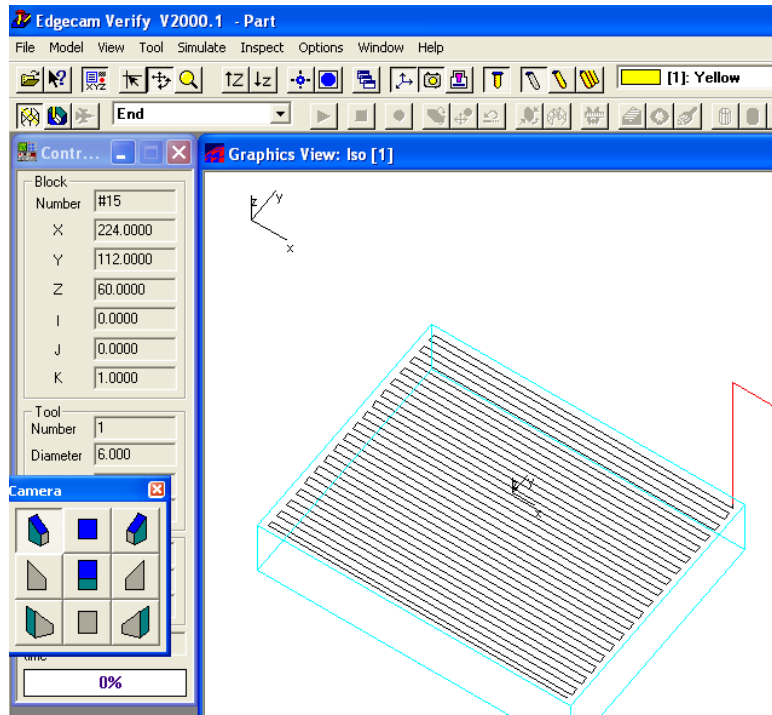 Edgecam Verify V2000.1 - Part
File Model View Tool Simulate Inspect Options Window Help
XYZ Z Z [1]: Yellow
End
Contr...
Graphics View: Iso [1]
Block
Number #15
X 224.0000
Y 112.0000
Z 60.0000
I 0.0000
J 0.0000
K 1.0000
Tool
Number 1
Diameter 6.000
Camera
time
0%
z y
x
y
x